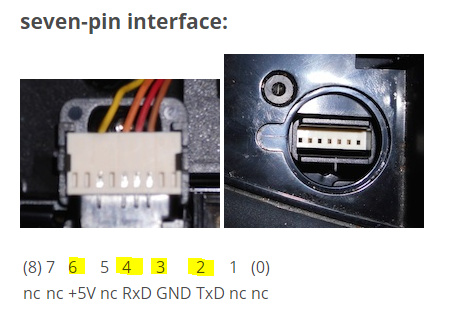 seven-pin interface:
(8) 7 6 5 4 3 2 1 (0)
nc nc +5V nc RxD GND TxD nc nc